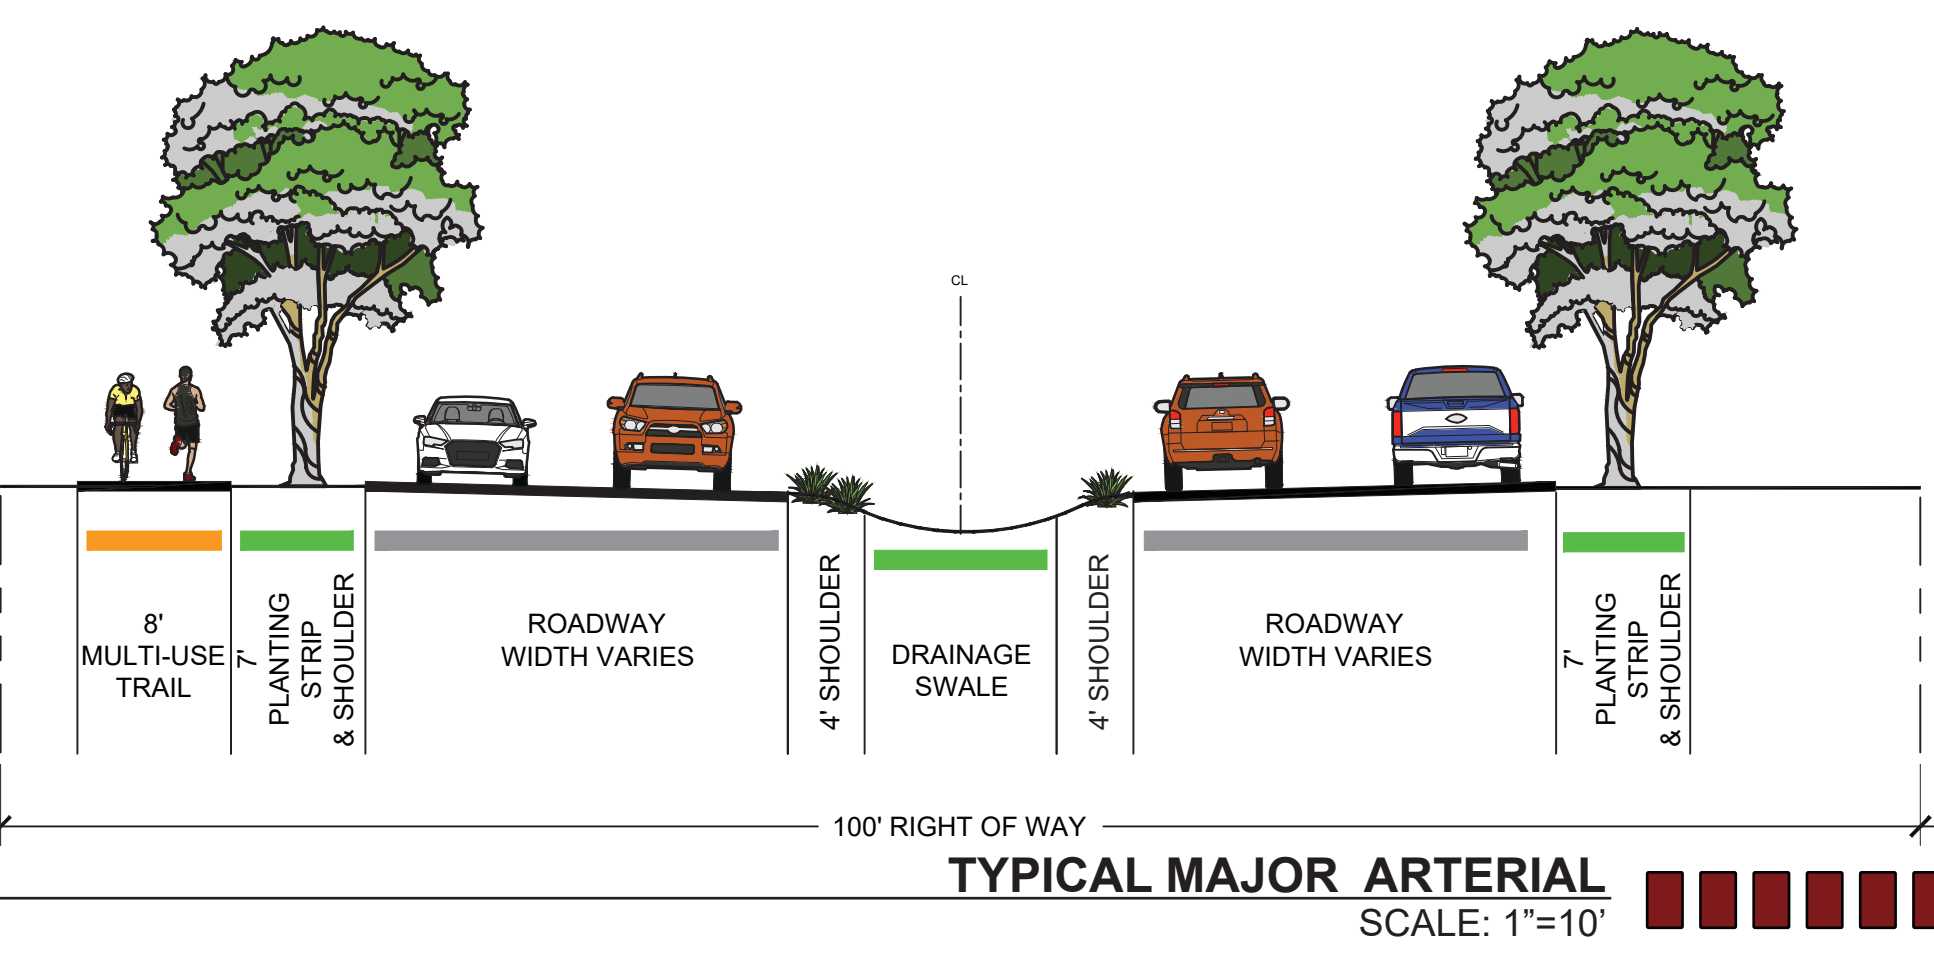 CL
8'
MULTI-USE
TRAIL
7'
PLANTING
STRIP
& SHOULDER
ROADWAY
WIDTH VARIES
4' SHOULDER
DRAINAGE
SWALE
4' SHOULDER
ROADWAY
WIDTH VARIES
7'
PLANTING
STRIP
& SHOULDER
100' RIGHT OF WAY
TYPICAL MAJOR ARTERIAL
SCALE: 1”=10’